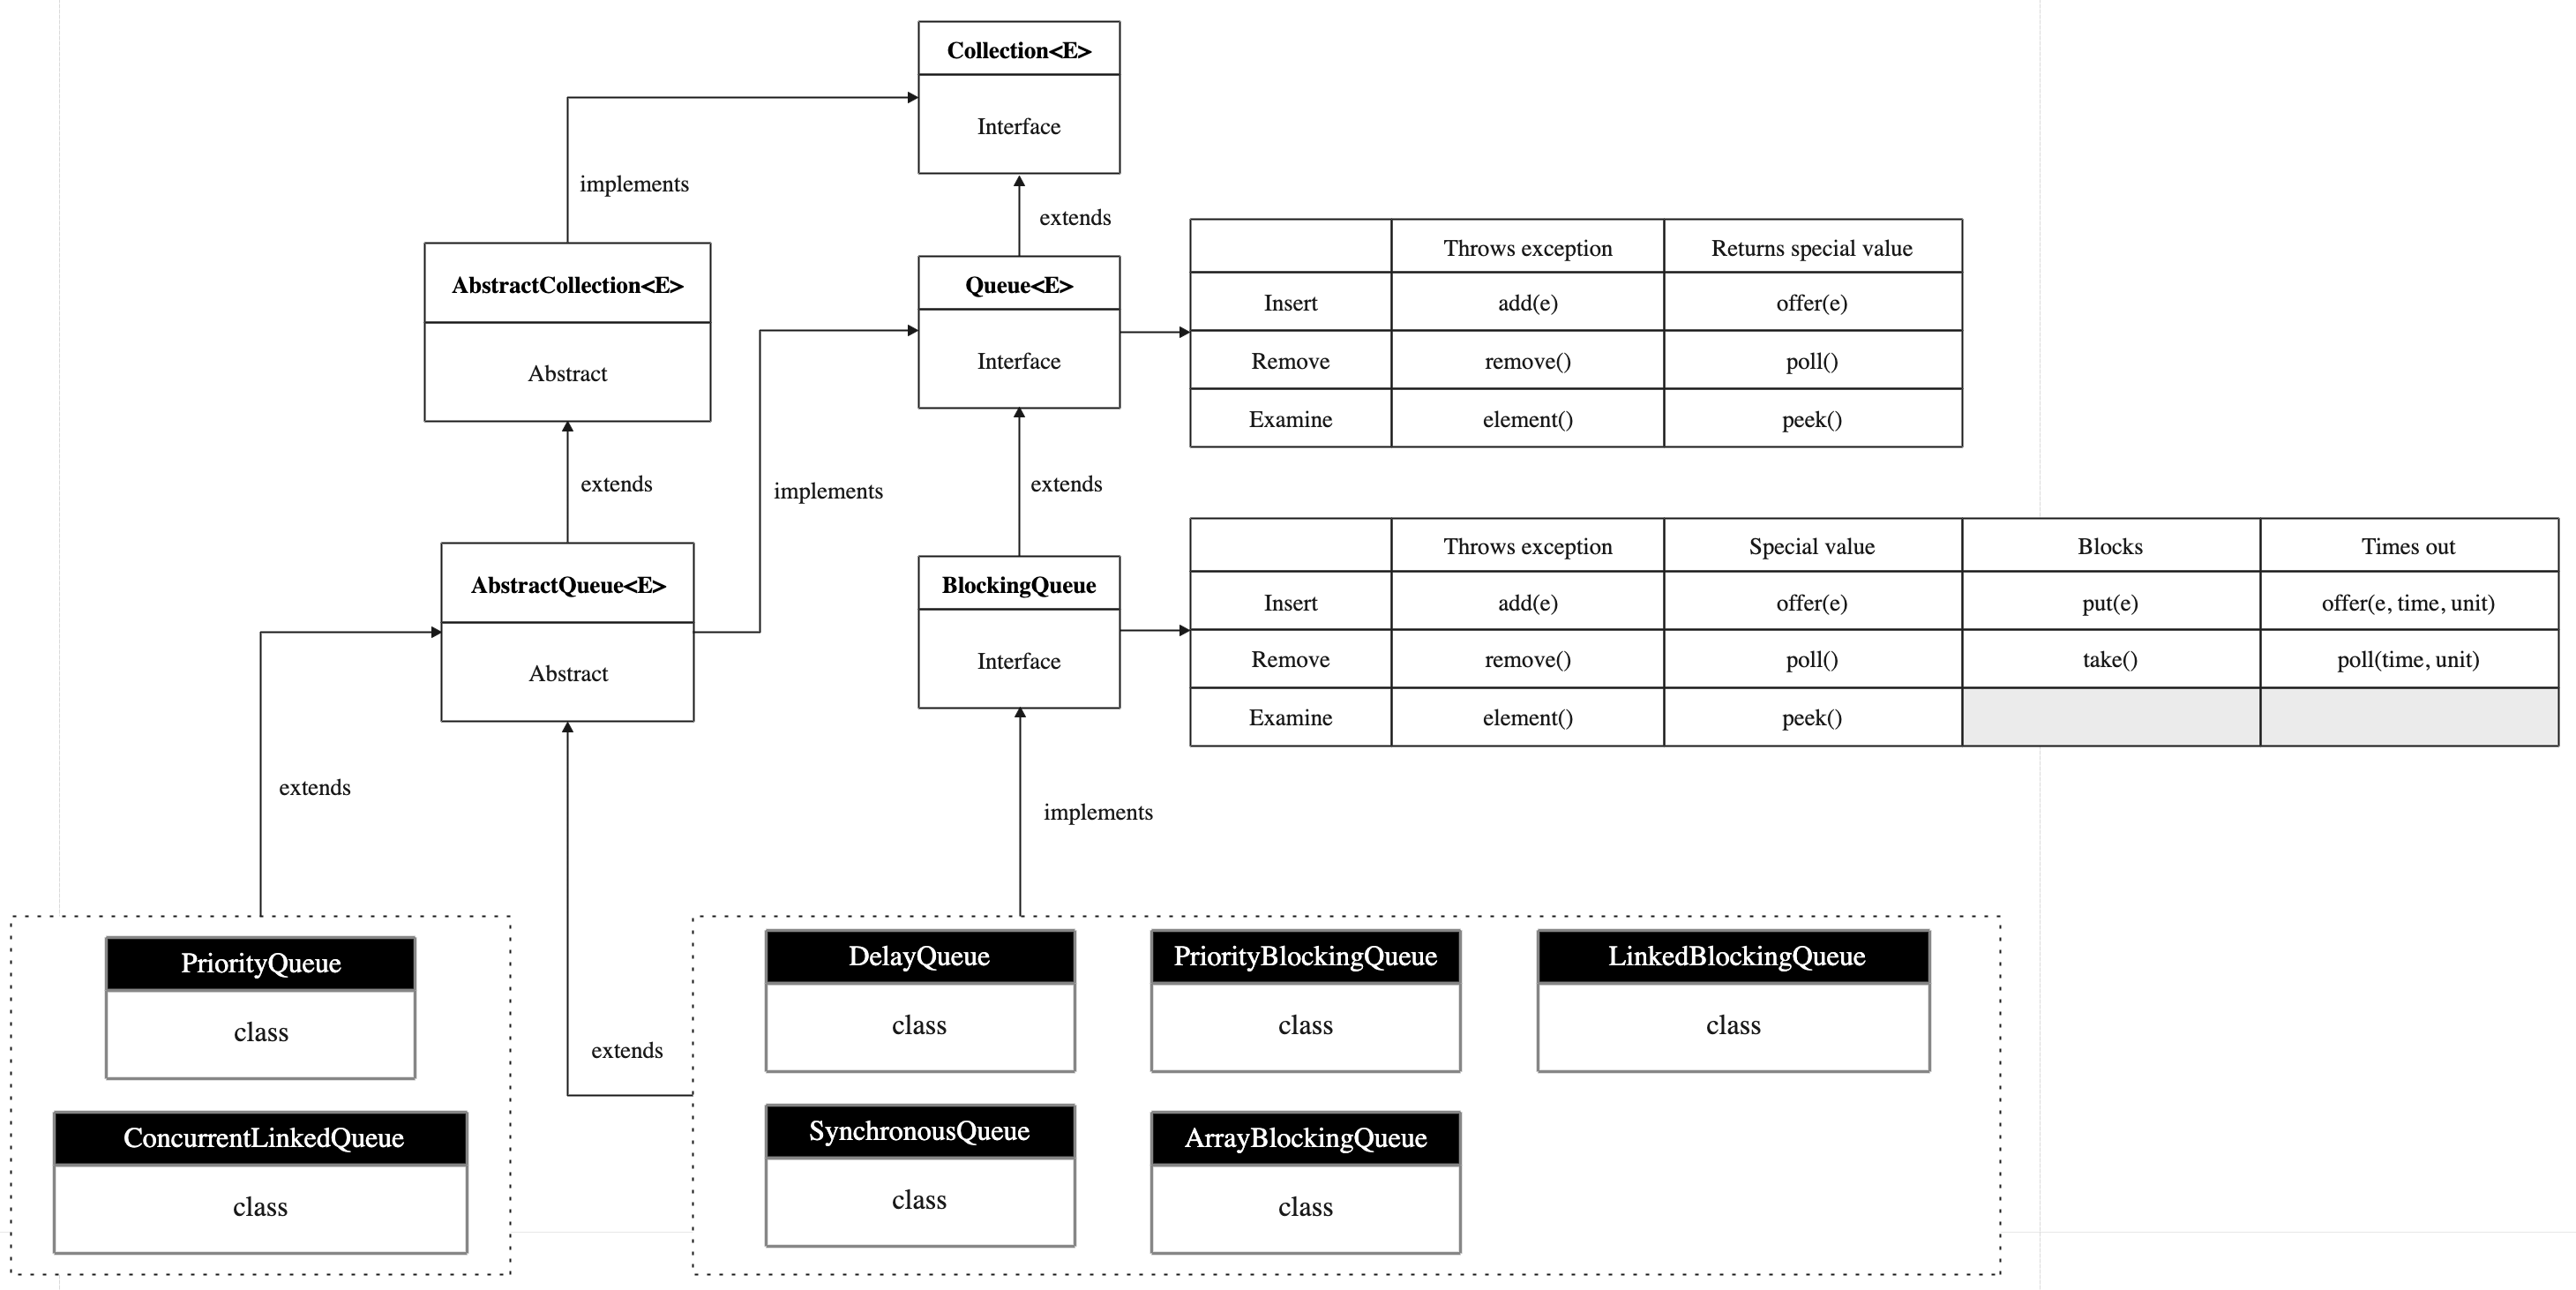 Collection<E>
Interface
implements
extends
AbstractCollection<E>
Abstract
Queue<E>
Interface
Throws exception Returns special value
Insert add(e) offer(e)
Remove remove() poll()
Examine element() peek()
extends
implements
extends
AbstractQueue<E>
Abstract
BlockingQueue
Interface
Throws exception Special value Blocks Times out
Insert add(e) offer(e) put(e) offer(e, time, unit)
Remove remove() poll() take() poll(time, unit)
Examine element() peek()
extends
implements
extends
PriorityQueue
class
ConcurrentLinkedQueue
class
DelayQueue
class
PriorityBlockingQueue
class
LinkedBlockingQueue
class
SynchronousQueue
class
ArrayBlockingQueue
class